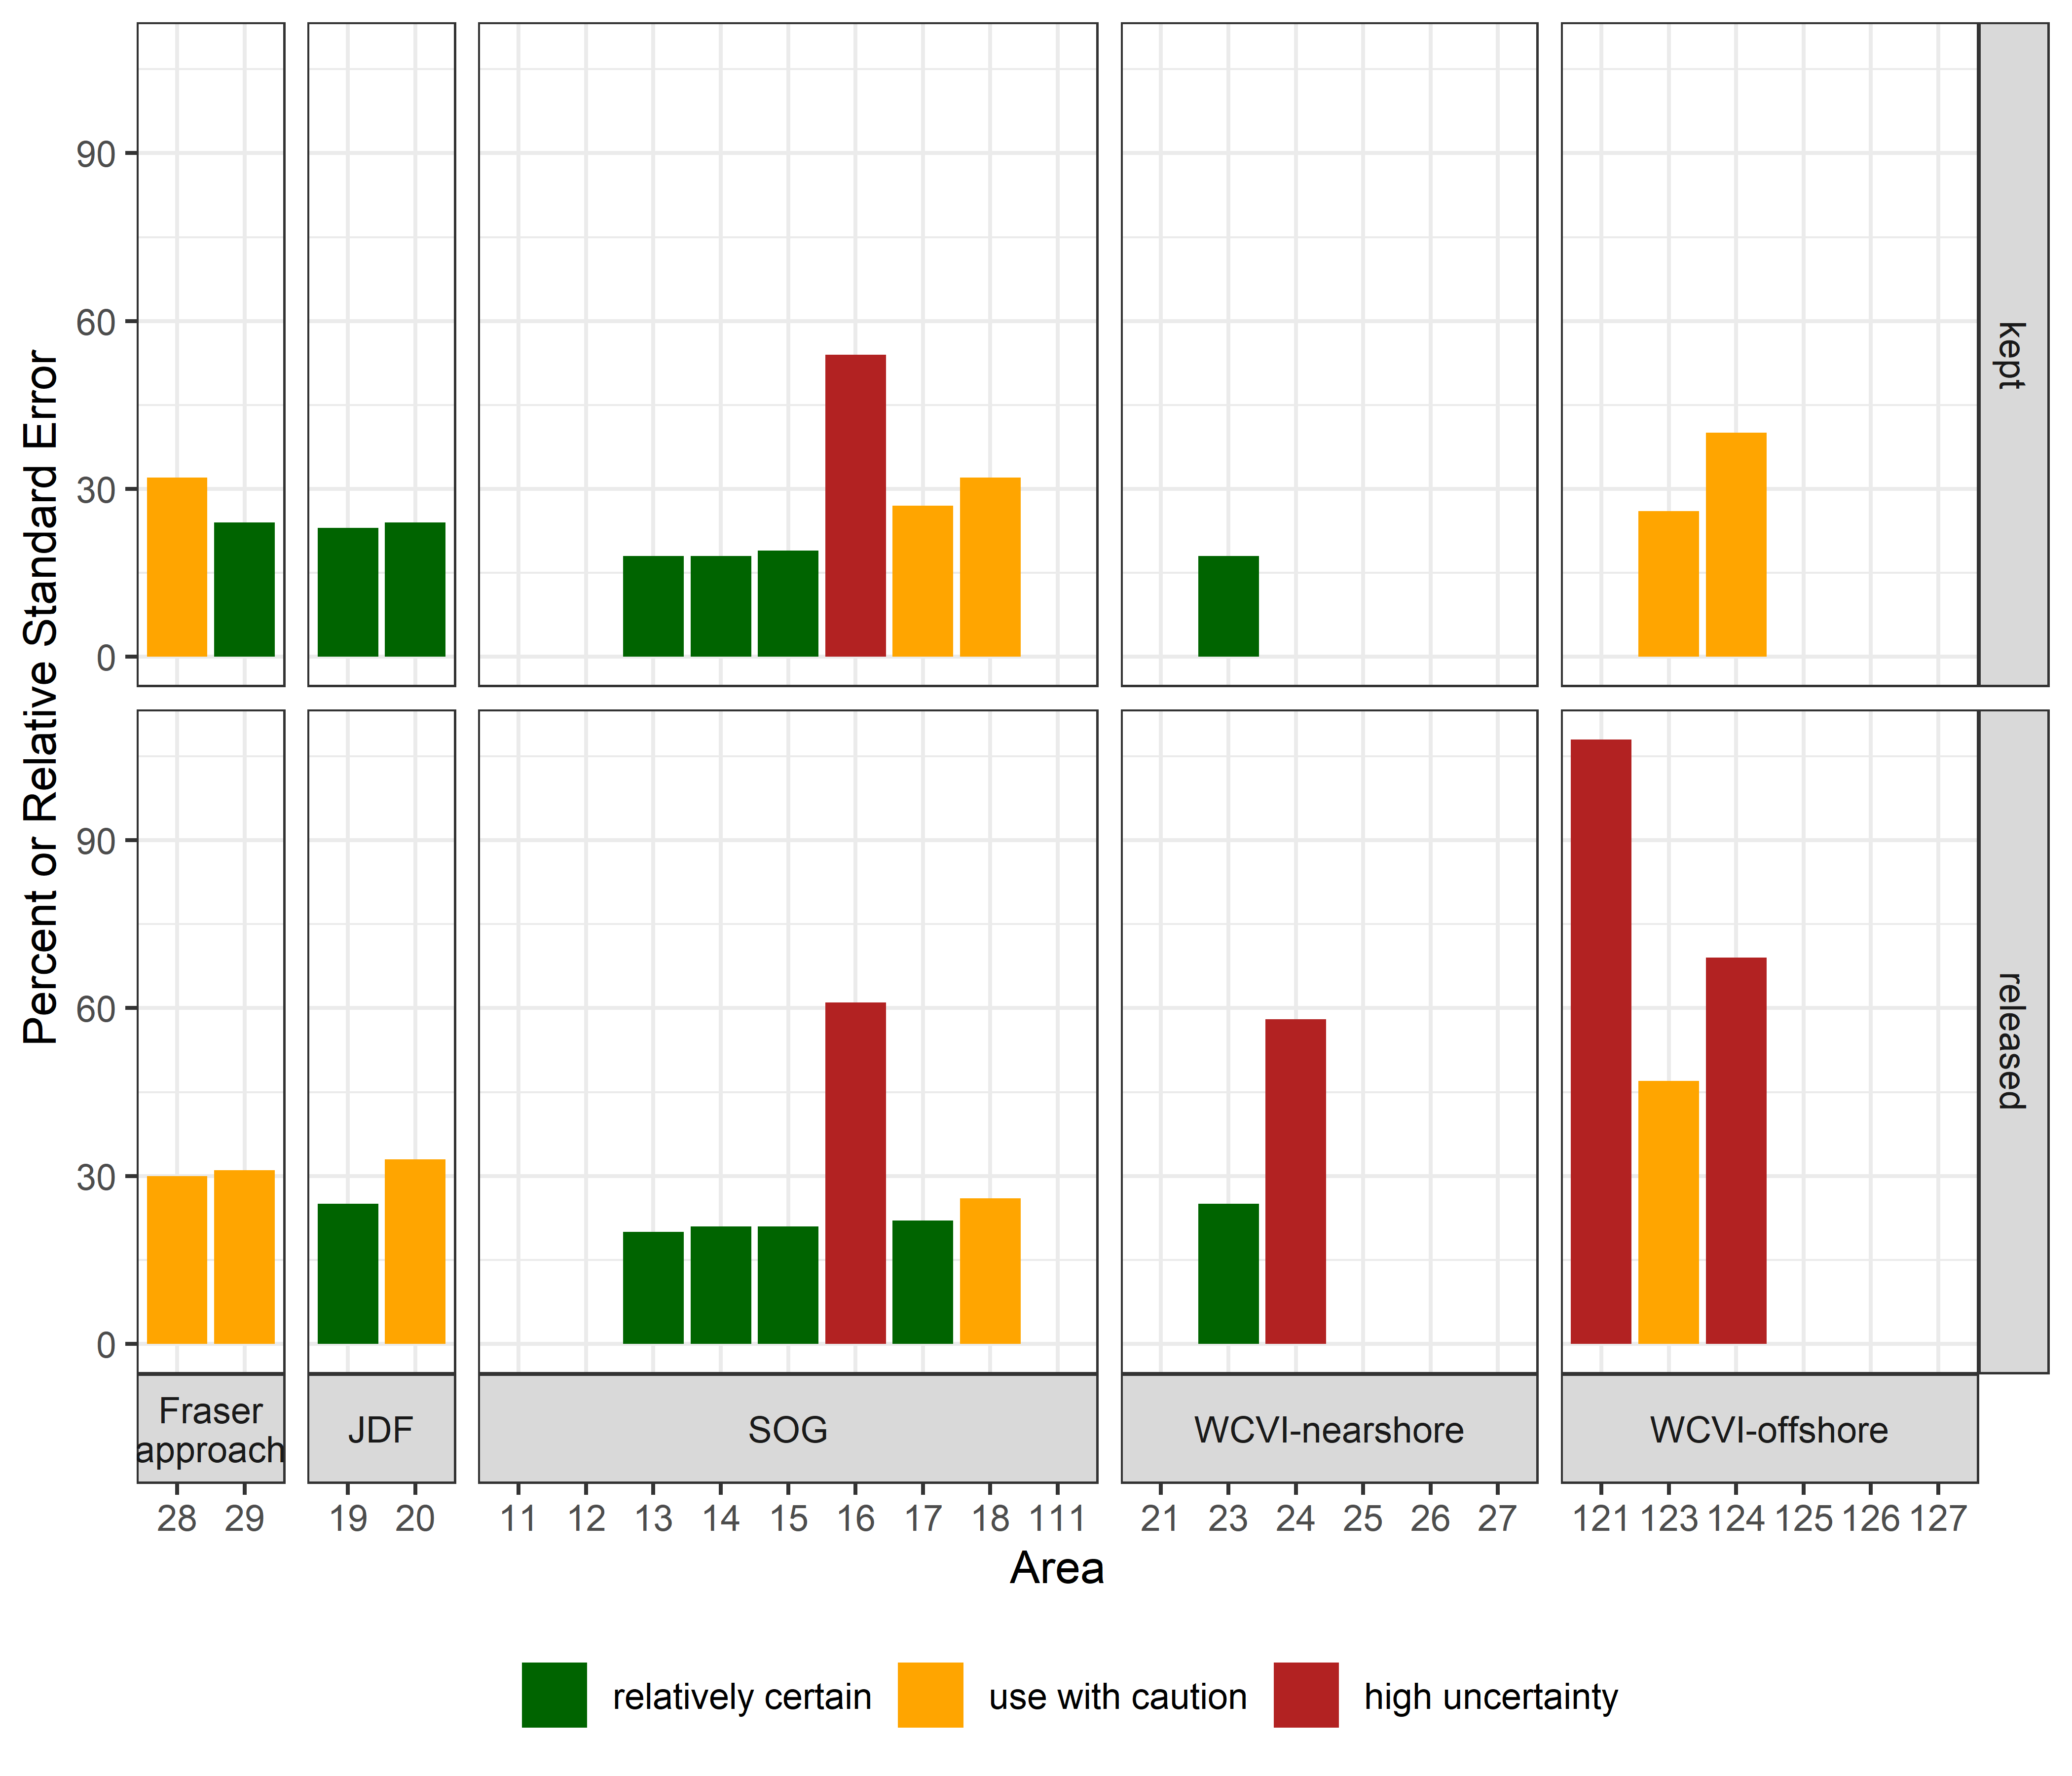 Percent or Relative Standard Error
90
60
30
0
kept
90
60
30
0
released
Fraser
approach
JDF
SOG
WCVI-nearshore
WCVI-offshore
28 29 19 20 11 12 13 14 15 16 17 18 111 21 23 24 25 26 27 121 123 124 125 126 127
Area
relatively certain use with caution high uncertainty